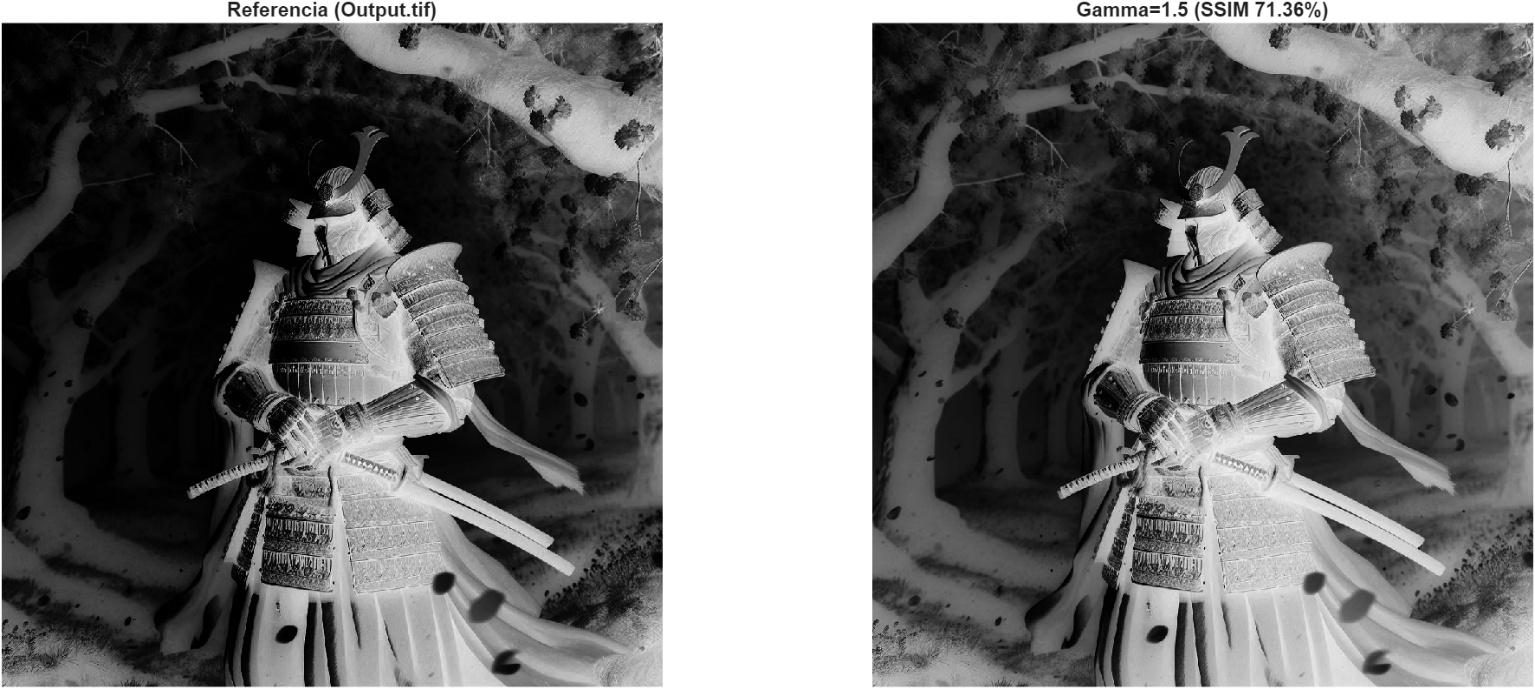 Referencia (Output.tif)
Gamma=1.5 (SSIM 71.36%)